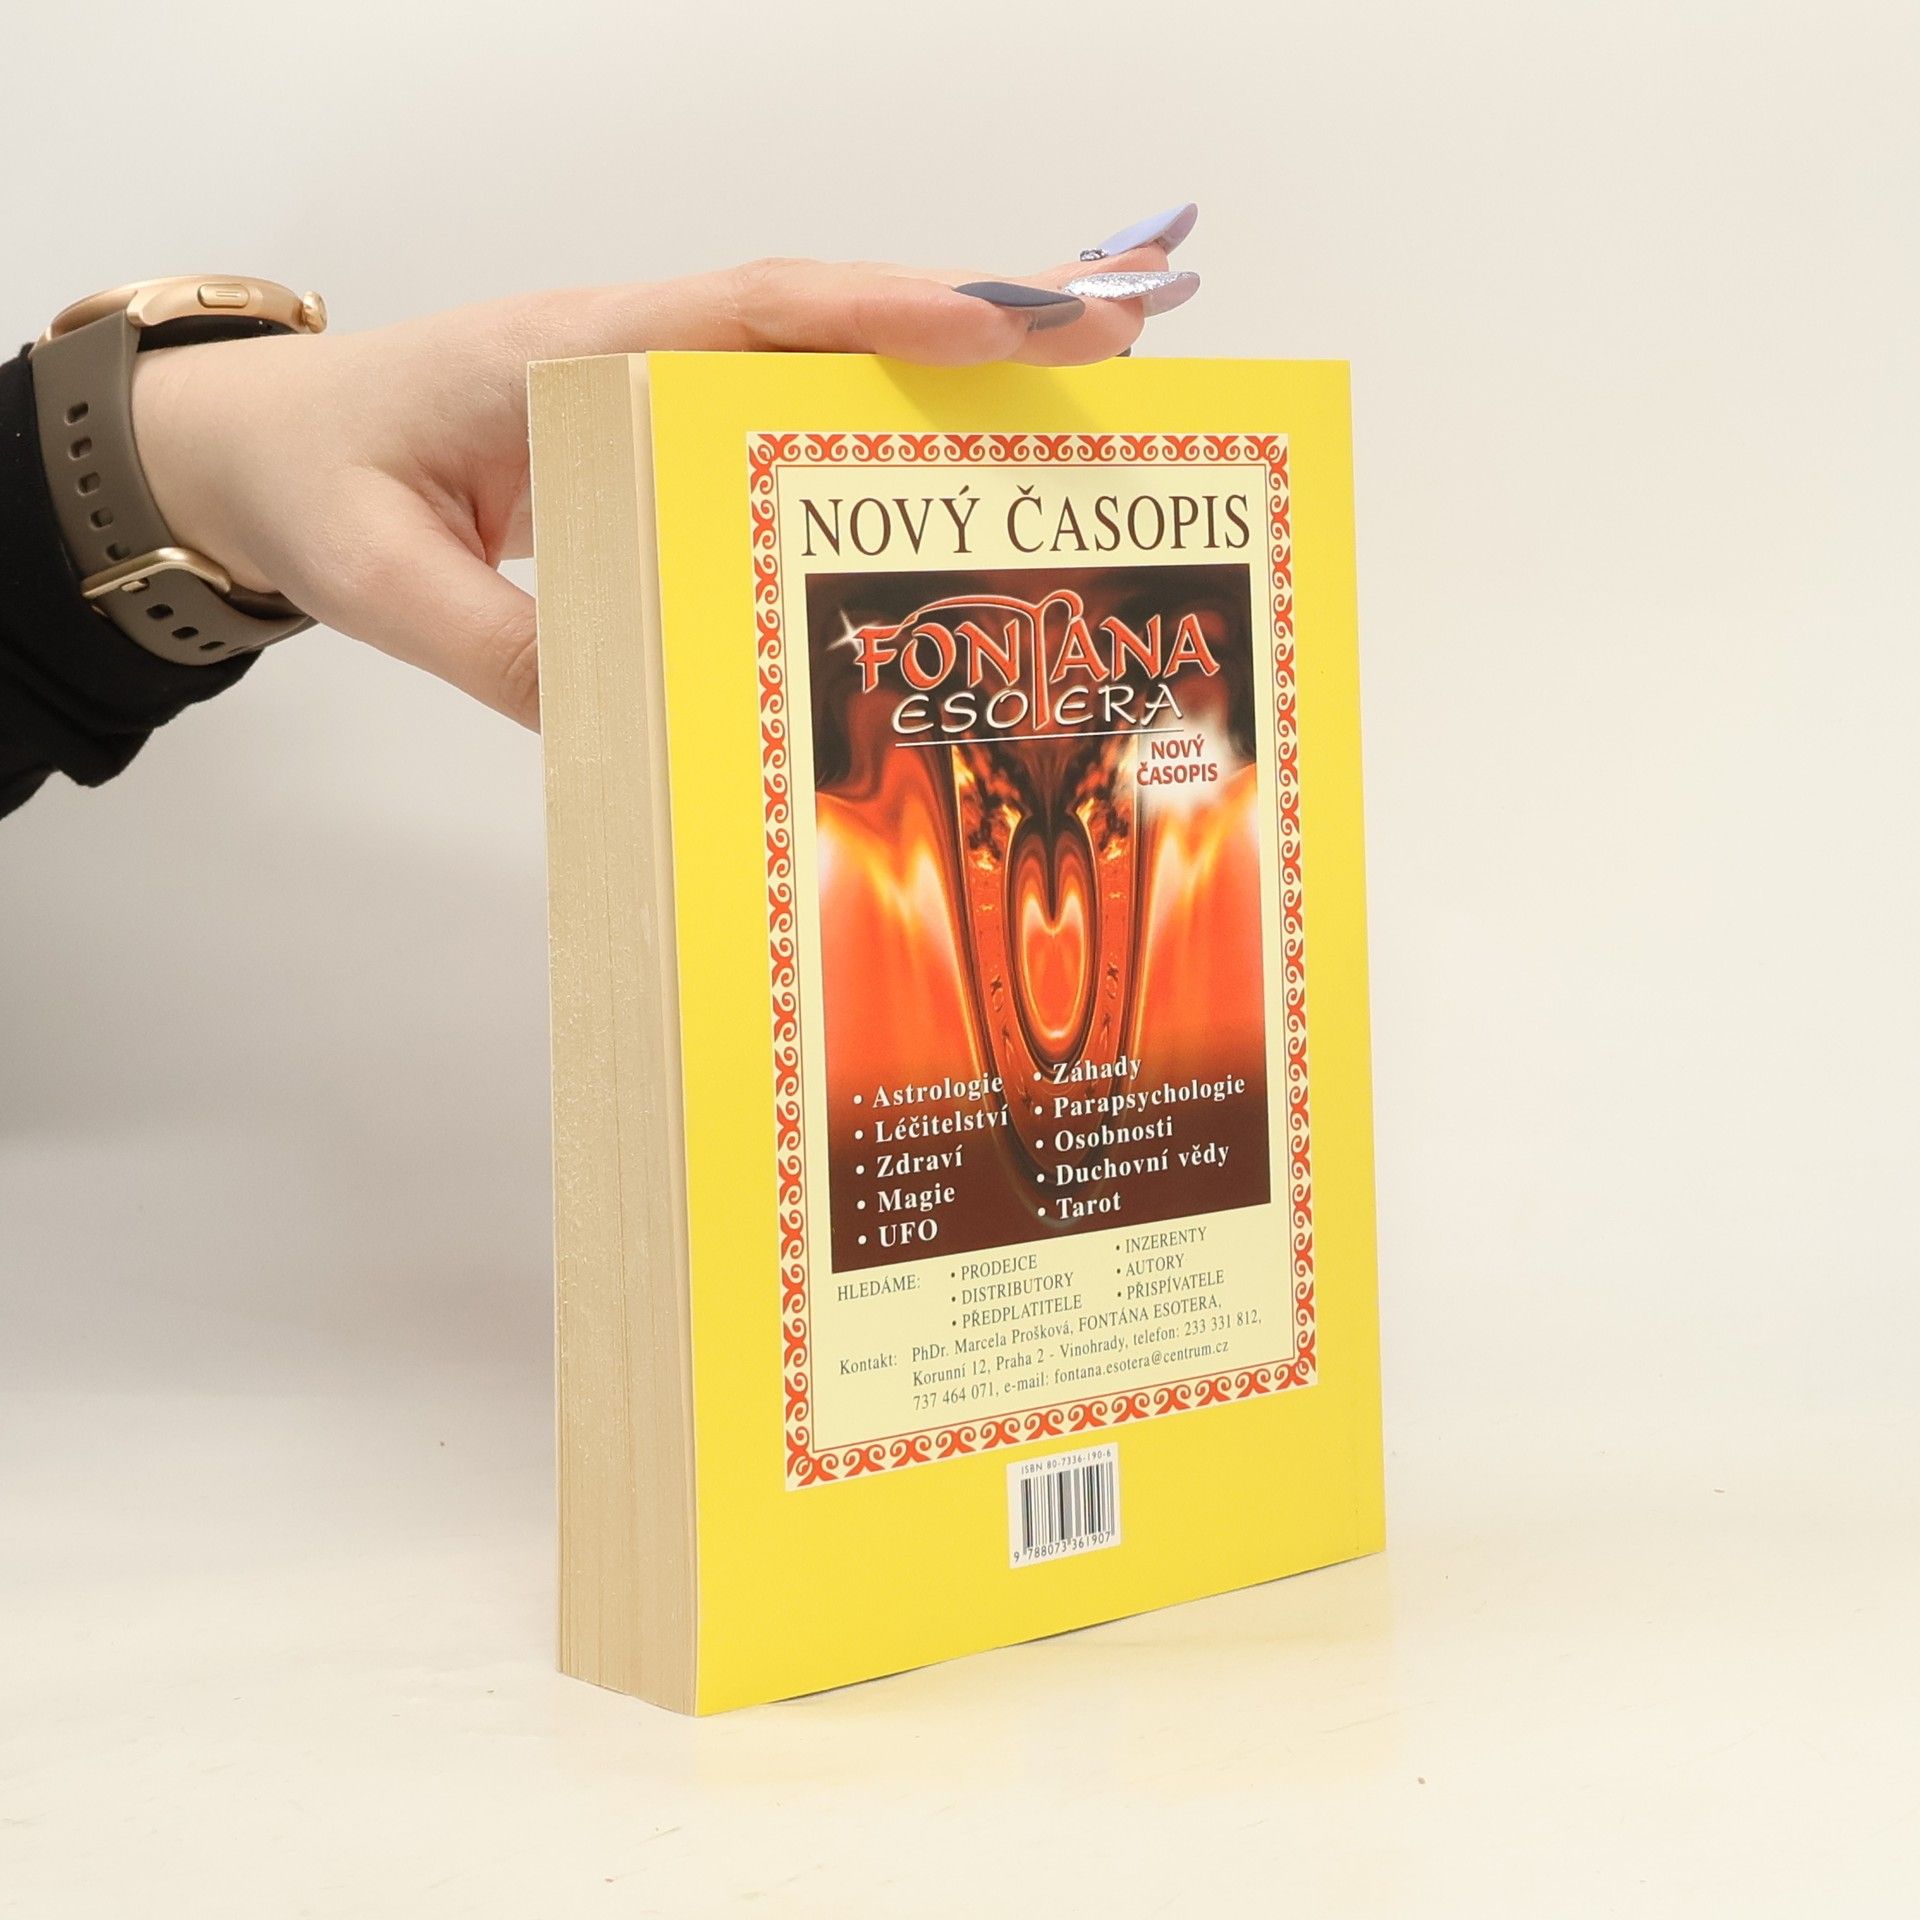 NOVÝ ČASOPIS
FONTÁNA
ESOTERA
NOVÝ
ČASOPIS
• Astrologie
• Léčitelství
• Zdraví
• Magie
• UFO
• Záhady
• Parapsychologie
• Osobnosti
• Duchovní vědy
• Tarot
HLEDÁME:
• PRODEJCE
• DISTRIBUTORY
• PŘEDPLATITELE
• INZERENTY
• AUTORY
• PŘISPÍVATELE
Kontakt: PhDr. Marcela Prošková, FONTÁNA ESOTERA,
Korunní 12, Praha 2 - Vinohrady, telefon: 233 331 812,
737 464 071, e-mail: fontana.esotera@centrum.cz
ISBN 80-7336-190-6
9 788073 361907